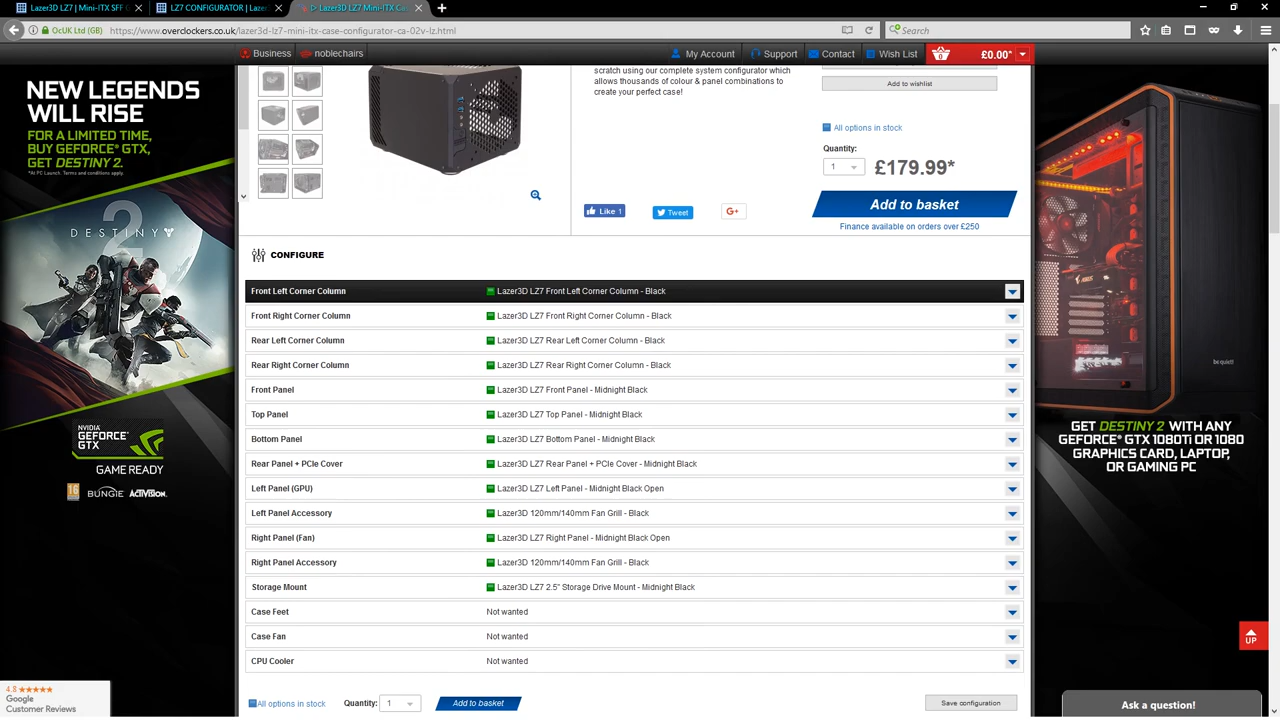 Lazer3D LZ7 | Mini-ITX SFF G
LZ7 CONFIGURATOR | Lazer
Lazer3D LZ7 Mini-ITX Ca
OcUK Ltd (GB)
https://www.overclockers.co.uk/lazer3d-lz7-mini-itx-case-configurator-ca-02v-lz.html
Search
Business
noblechairs
My Account
Support
Contact
Wish List
0
£0.00*
NEW LEGENDS
WILL RISE
FOR A LIMITED TIME,
BUY GEFORCE® GTX,
GET DESTINY 2.
*At PC Launch. Terms and conditions apply.
2
DESTINY
NVIDIA
GEFORCE®
GTX
GAME READY
16
BUNGIE
ACTIVISION.
scratch using our complete system configurator which
allows thousands of colour & panel combinations to
create your perfect case!
Like 1
Tweet
G+
Add to wishlist
All options in stock
Quantity:
1
£179.99*
Add to basket
Finance available on orders over £250
CONFIGURE
Front Left Corner Column Lazer3D LZ7 Front Left Corner Column - Black
Front Right Corner Column Lazer3D LZ7 Front Right Corner Column - Black
Rear Left Corner Column Lazer3D LZ7 Rear Left Corner Column - Black
Rear Right Corner Column Lazer3D LZ7 Rear Right Corner Column - Black
Front Panel Lazer3D LZ7 Front Panel - Midnight Black
Top Panel Lazer3D LZ7 Top Panel - Midnight Black
Bottom Panel Lazer3D LZ7 Bottom Panel - Midnight Black
Rear Panel + PCIe Cover Lazer3D LZ7 Rear Panel + PCIe Cover - Midnight Black
Left Panel (GPU) Lazer3D LZ7 Left Panel - Midnight Black Open
Left Panel Accessory Lazer3D 120mm/140mm Fan Grill - Black
Right Panel (Fan) Lazer3D LZ7 Right Panel - Midnight Black Open
Right Panel Accessory Lazer3D 120mm/140mm Fan Grill - Black
Storage Mount Lazer3D LZ7 2.5" Storage Drive Mount - Midnight Black
Case Feet Not wanted
Case Fan Not wanted
CPU Cooler Not wanted
All options in stock
Quantity:
1
Add to basket
Save configuration
be quiet!
GET DESTINY 2 WITH ANY
GEFORCE® GTX 1080Ti OR 1080
GRAPHICS CARD, LAPTOP,
OR GAMING PC
UP
4.8 ★★★★★
Google
Customer Reviews
Ask a question!